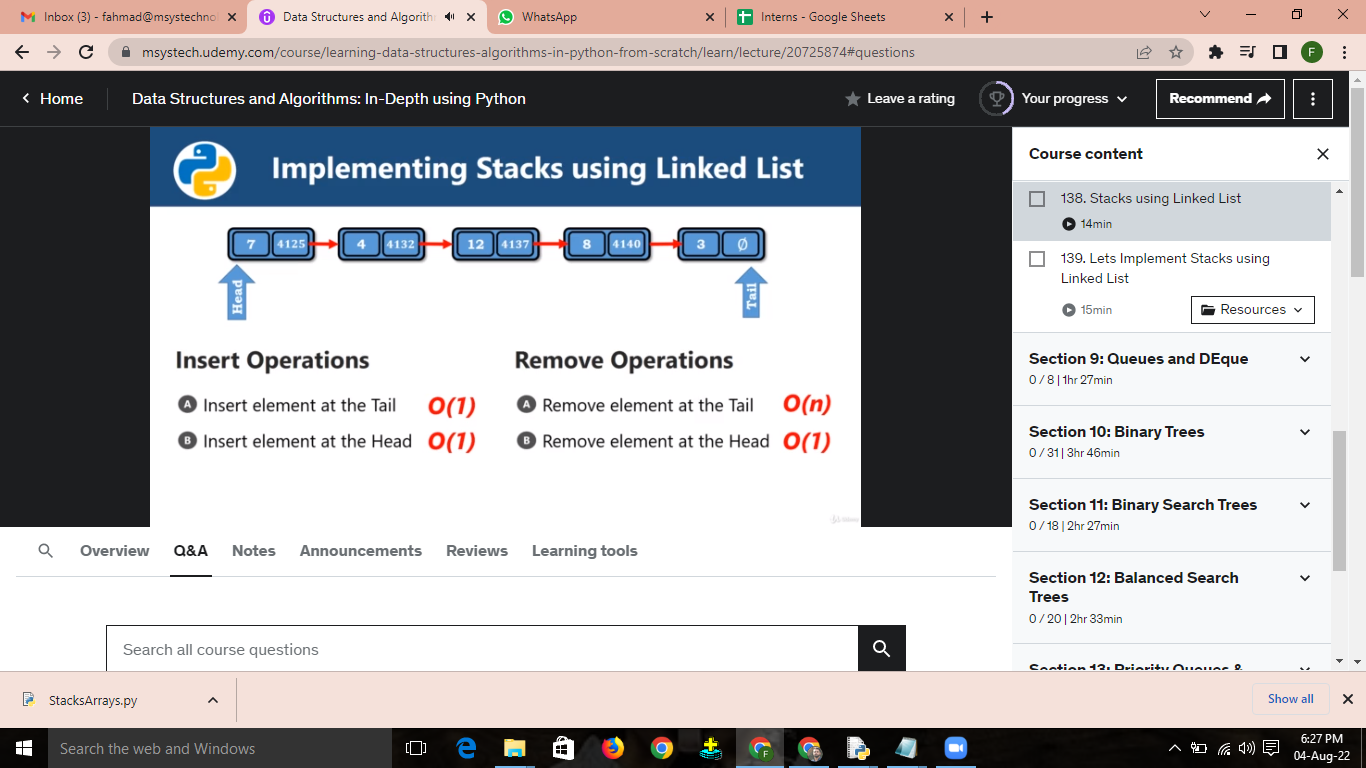 Inbox (3) - fahmad@msystechno
Data Structures and Algorithm
WhatsApp
Interns - Google Sheets
msystech.udemy.com/course/learning-data-structures-algorithms-in-python-from-scratch/learn/lecture/20725874#questions
F
Home
Data Structures and Algorithms: In-Depth using Python
Leave a rating
Your progress
Recommend
Implementing Stacks using Linked List
7 4125 4 4132 12 4137 8 4140 3 Ø
Head
Tail
Insert Operations
A Insert element at the Tail O(1)
B Insert element at the Head O(1)
Remove Operations
A Remove element at the Tail O(n)
B Remove element at the Head O(1)
Course content
138. Stacks using Linked List
14min
139. Lets Implement Stacks using
Linked List
15min
Resources
Section 9: Queues and DEque
0 / 8 | 1hr 27min
Section 10: Binary Trees
0 / 31 | 3hr 46min
Section 11: Binary Search Trees
0 / 18 | 2hr 27min
Section 12: Balanced Search
Trees
0 / 20 | 2hr 33min
Section 13: Priority Queues &
Overview
Q&A
Notes
Announcements
Reviews
Learning tools
Search all course questions
StacksArrays.py
Show all
Search the web and Windows
6:27 PM
04-Aug-22